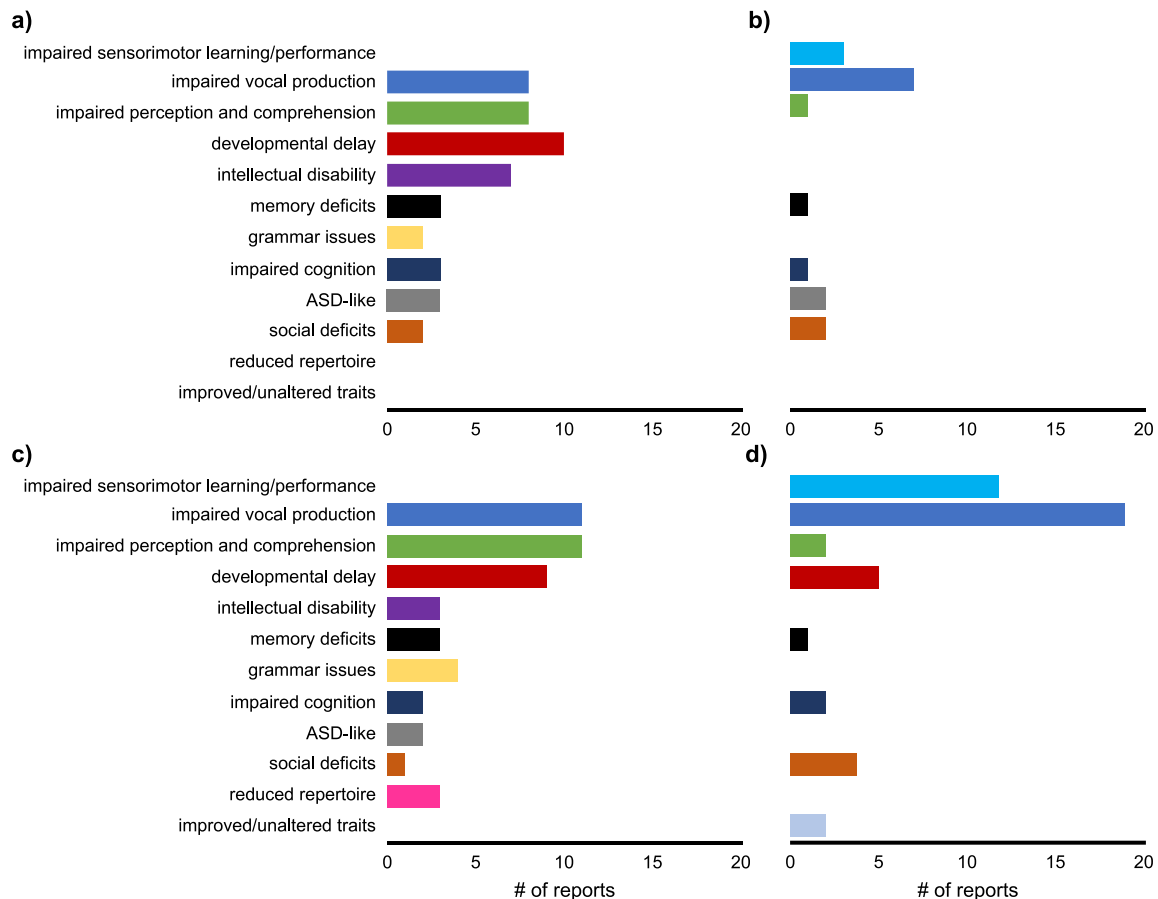 a)
b)
impaired sensorimotor learning/performance
impaired vocal production
impaired perception and comprehension
developmental delay
intellectual disability
memory deficits
grammar issues
impaired cognition
ASD-like
social deficits
reduced repertoire
improved/unaltered traits
0 5 10 15 20
0 5 10 15 20
c)
d)
impaired sensorimotor learning/performance
impaired vocal production
impaired perception and comprehension
developmental delay
intellectual disability
memory deficits
grammar issues
impaired cognition
ASD-like
social deficits
reduced repertoire
improved/unaltered traits
0 5 10 15 20
# of reports
0 5 10 15 20
# of reports